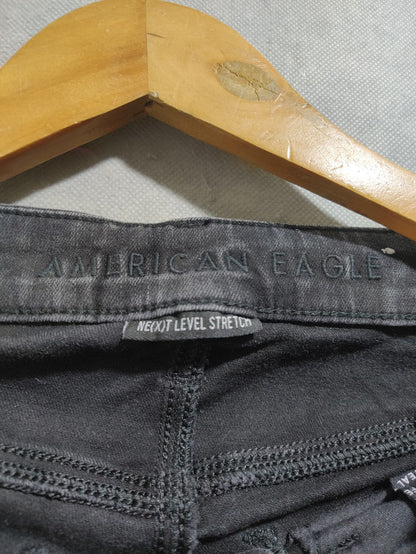 AMERICAN EAGLE
NE(X)T LEVEL STRETCH